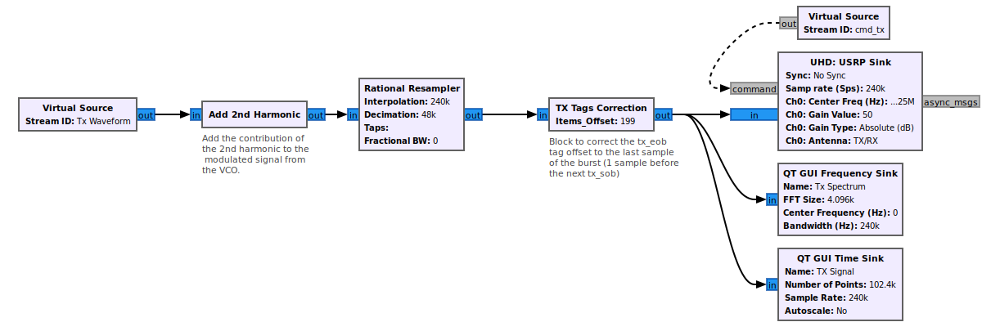 Virtual Source
Stream ID: Tx Waveform
out
in
Add 2nd Harmonic
out
Add the contribution of
the 2nd harmonic to the
modulated signal from
the VCO.
in
Rational Resampler
Interpolation: 240k
Decimation: 48k
Taps:
Fractional BW: 0
out
in
TX Tags Correction
Items_Offset: 199
out
Block to correct the tx_eob
tag offset to the last sample
of the burst (1 sample before
the next tx_sob)
out
Virtual Source
Stream ID: cmd_tx
command
in
UHD: USRP Sink
Sync: No Sync
Samp rate (Sps): 240k
Ch0: Center Freq (Hz): ...25M
Ch0: Gain Value: 50
Ch0: Gain Type: Absolute (dB)
Ch0: Antenna: TX/RX
async_msgs
in
QT GUI Frequency Sink
Name: Tx Spectrum
FFT Size: 4.096k
Center Frequency (Hz): 0
Bandwidth (Hz): 240k
in
QT GUI Time Sink
Name: TX Signal
Number of Points: 102.4k
Sample Rate: 240k
Autoscale: No